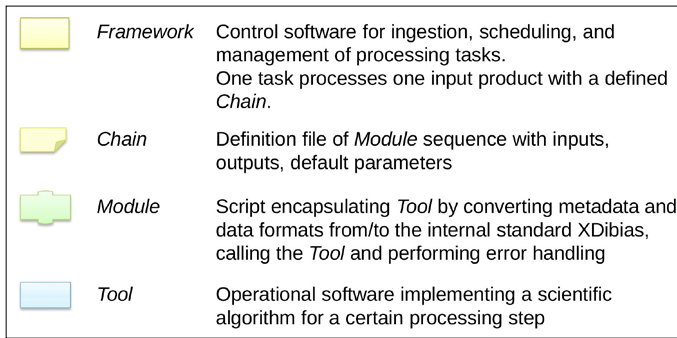 Framework Control software for ingestion, scheduling, and
management of processing tasks.
One task processes one input product with a defined
Chain.
Chain Definition file of Module sequence with inputs,
outputs, default parameters
Module Script encapsulating Tool by converting metadata and
data formats from/to the internal standard XDibias,
calling the Tool and performing error handling
Tool Operational software implementing a scientific
algorithm for a certain processing step